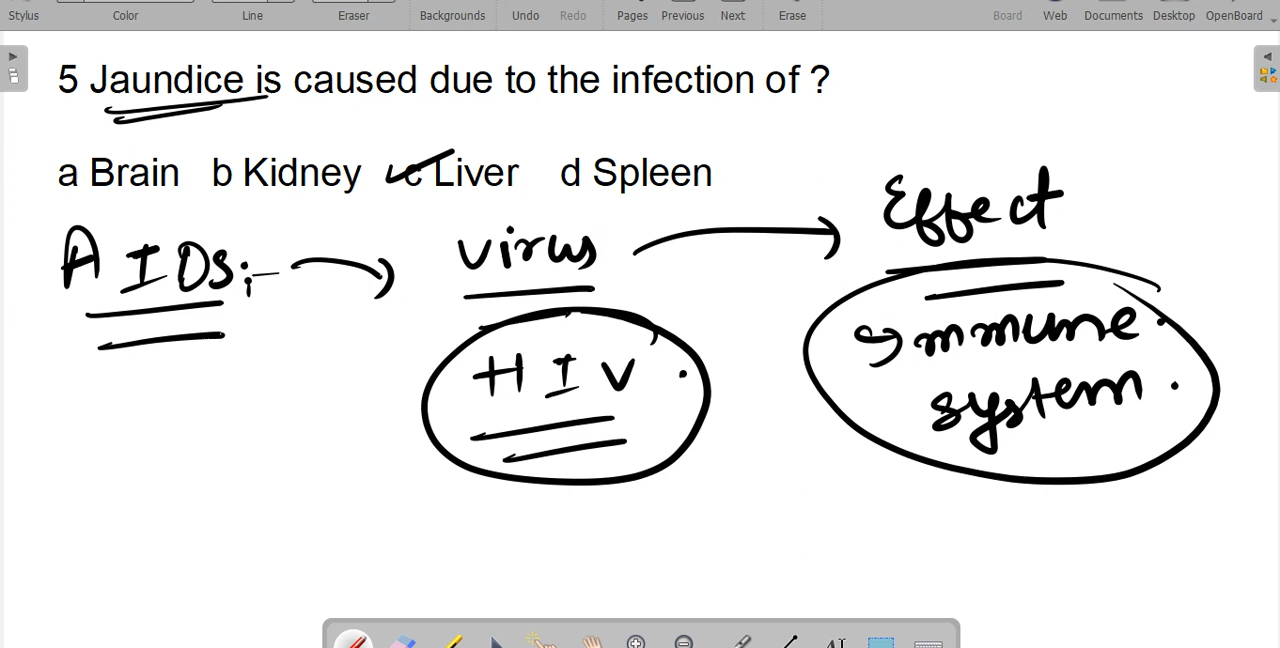 Stylus Color Line Eraser Backgrounds Undo Redo Pages Previous Next Erase Board Web Documents Desktop OpenBoard
5 Jaundice is caused due to the infection of ?
a Brain b Kidney c Liver d Spleen
AIDS;- virus Effect
HIV. Immune.
system.